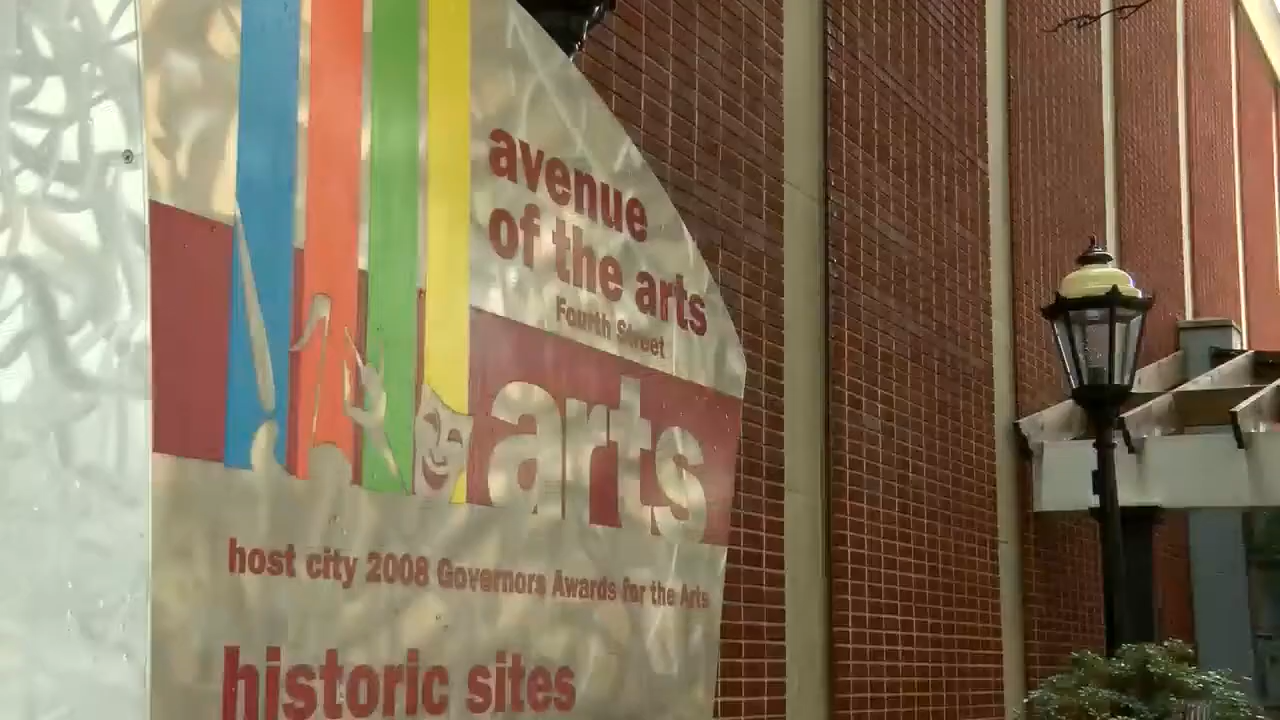 avenue
of the arts
Fourth Street
arts
host city 2008 Governors Awards for the Arts
historic sites